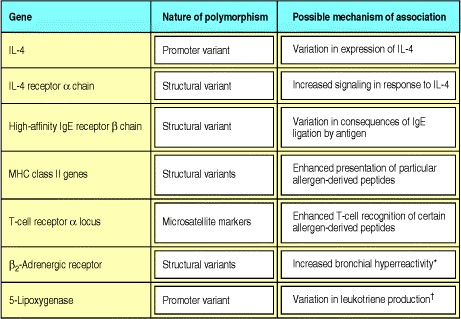 Gene Nature of polymorphism Possible mechanism of association
IL-4 Promoter variant Variation in expression of IL-4
IL-4 receptor α chain Structural variant Increased signaling in response to IL-4
High-affinity IgE receptor β chain Structural variant Variation in consequences of IgE
ligation by antigen
MHC class II genes Structural variants Enhanced presentation of particular
allergen-derived peptides
T-cell receptor α locus Microsatellite markers Enhanced T-cell recognition of certain
allergen-derived peptides
β2-Adrenergic receptor Structural variants Increased bronchial hyperreactivity*
5-Lipoxygenase Promoter variant Variation in leukotriene production†